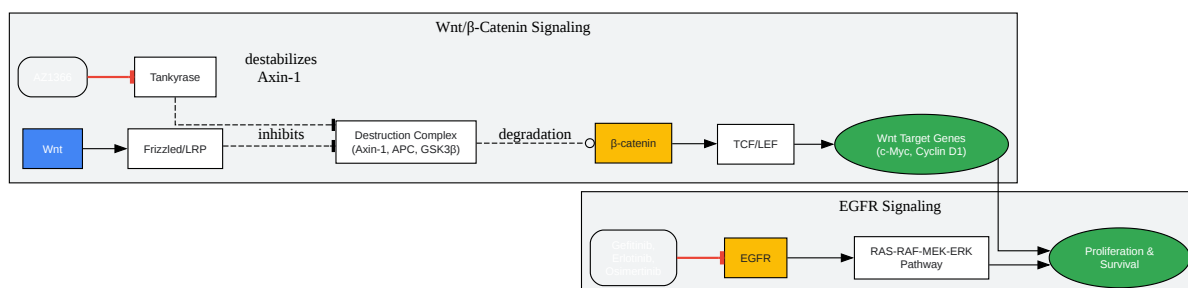 Wnt/β-Catenin Signaling
destabilizes
Axin-1
AZ1366
Tankyrase
Wnt
Frizzled/LRP
inhibits
Destruction Complex
(Axin-1, APC, GSK3β)
degradation
β-catenin
TCF/LEF
Wnt Target Genes
(c-Myc, Cyclin D1)
EGFR Signaling
Gefitinib,
Erlotinib,
Osimertinib
EGFR
RAS-RAF-MEK-ERK
Pathway
Proliferation &
Survival